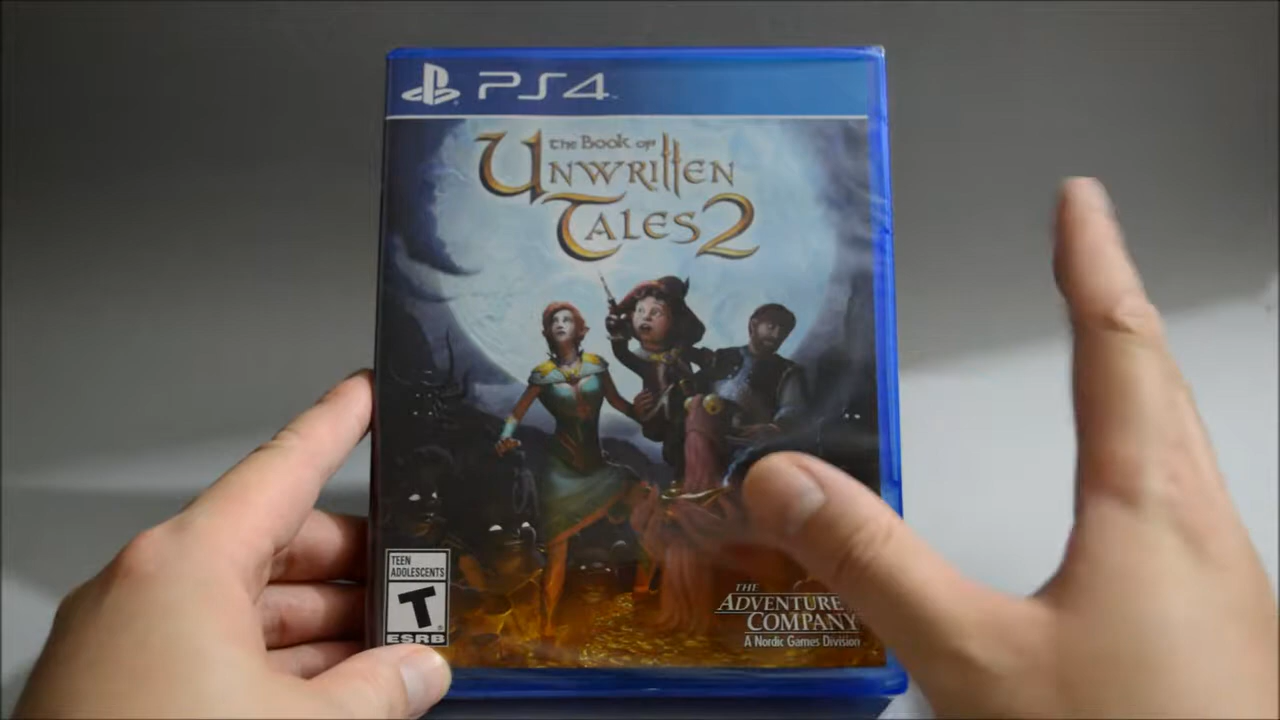 PS4
THE BOOK OF
UNWRITTEN
TALES 2
TEEN
ADOLESCENTS
T
ESRB
THE
ADVENTURE
COMPANY
A Nordic Games Division